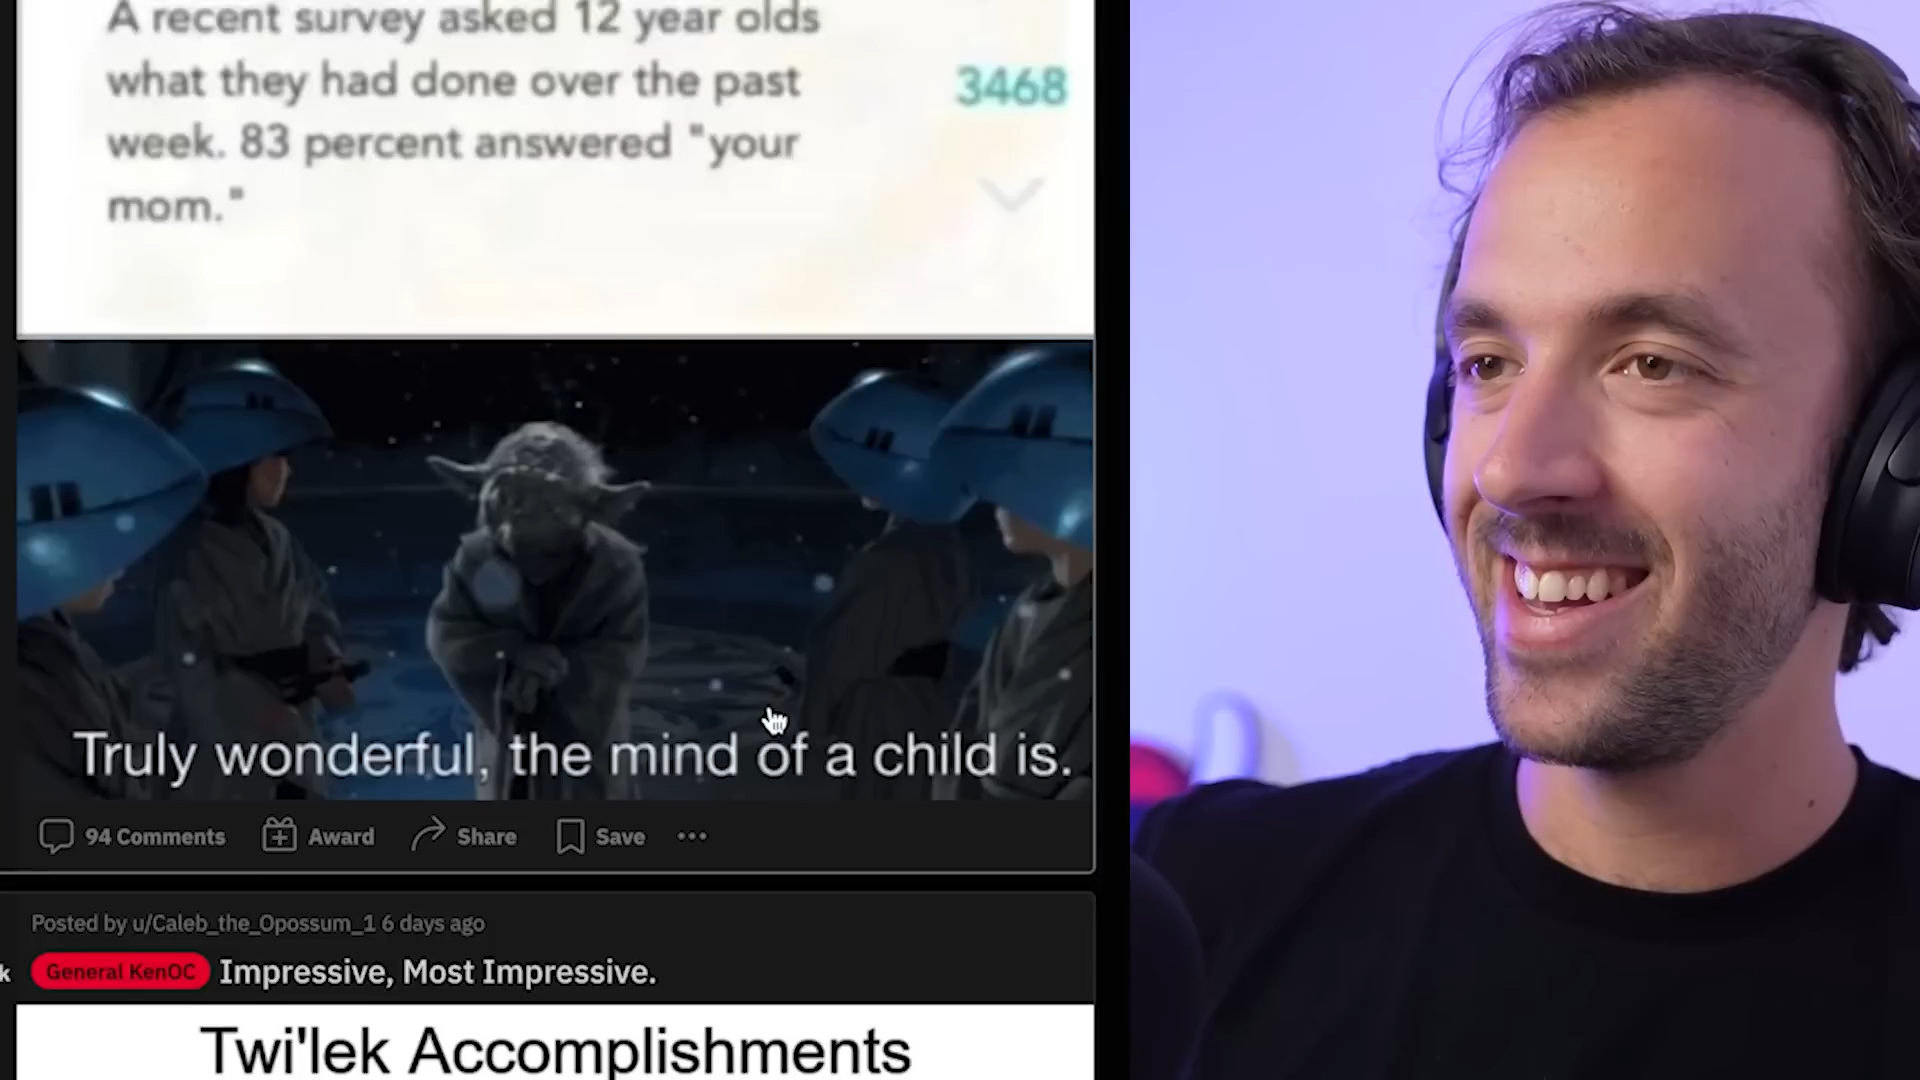 A recent survey asked 12 year olds
what they had done over the past
week. 83 percent answered "your
mom."
3468
Truly wonderful, the mind of a child is.
94 Comments Award Share Save
Posted by u/Caleb_the_Opossum_1 6 days ago
k
General KenOC Impressive, Most Impressive.
Twi'lek Accomplishments